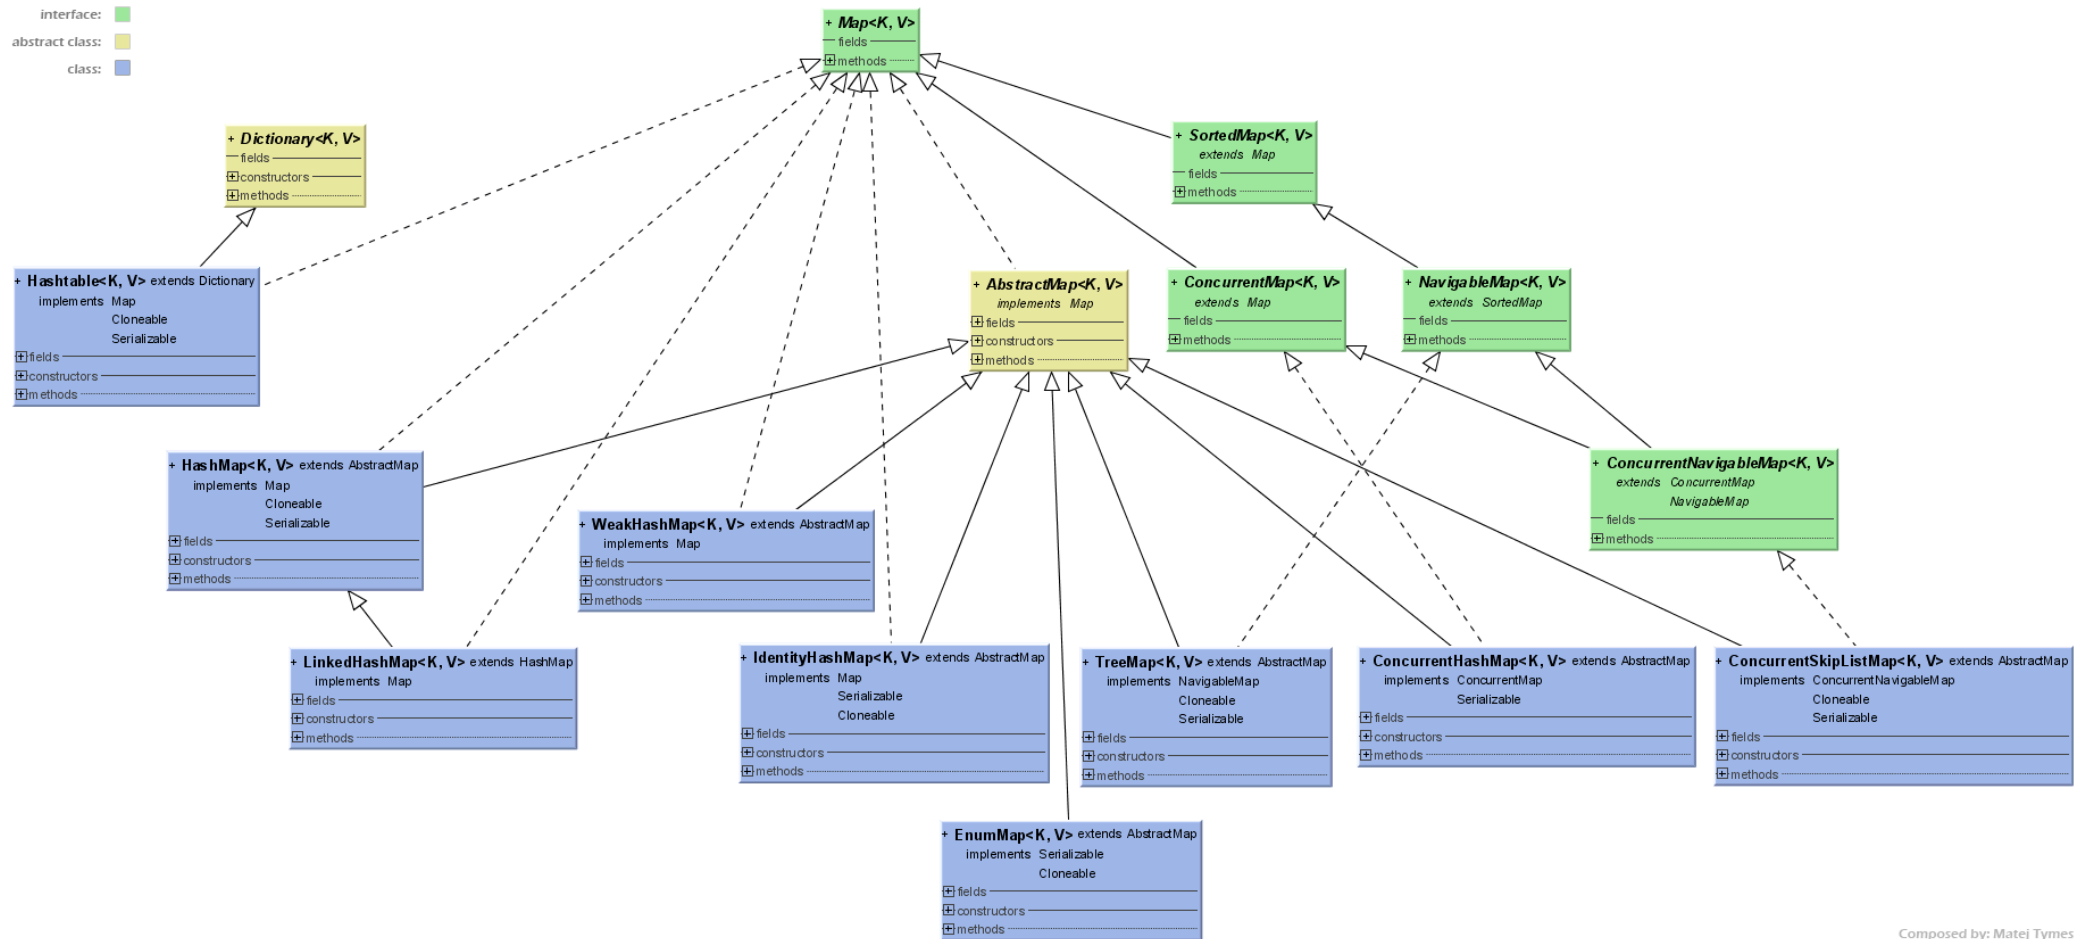 interface:
abstract class:
class:
+ Map<K, V>
fields
methods
+ Dictionary<K, V>
fields
constructors
methods
+ SortedMap<K, V>
extends Map
fields
methods
+ Hashtable<K, V> extends Dictionary
implements Map
Cloneable
Serializable
fields
constructors
methods
+ AbstractMap<K, V>
implements Map
fields
constructors
methods
+ ConcurrentMap<K, V>
extends Map
fields
methods
+ NavigableMap<K, V>
extends SortedMap
fields
methods
+ HashMap<K, V> extends AbstractMap
implements Map
Cloneable
Serializable
fields
constructors
methods
+ WeakHashMap<K, V> extends AbstractMap
implements Map
fields
constructors
methods
+ ConcurrentNavigableMap<K, V>
extends ConcurrentMap
NavigableMap
fields
methods
+ LinkedHashMap<K, V> extends HashMap
implements Map
fields
constructors
methods
+ IdentityHashMap<K, V> extends AbstractMap
implements Map
Serializable
Cloneable
fields
constructors
methods
+ TreeMap<K, V> extends AbstractMap
implements NavigableMap
Cloneable
Serializable
fields
constructors
methods
+ ConcurrentHashMap<K, V> extends AbstractMap
implements ConcurrentMap
Serializable
fields
constructors
methods
+ ConcurrentSkipListMap<K, V> extends AbstractMap
implements ConcurrentNavigableMap
Cloneable
Serializable
fields
constructors
methods
+ EnumMap<K, V> extends AbstractMap
implements Serializable
Cloneable
fields
constructors
methods
Composed by: Matej Tymes